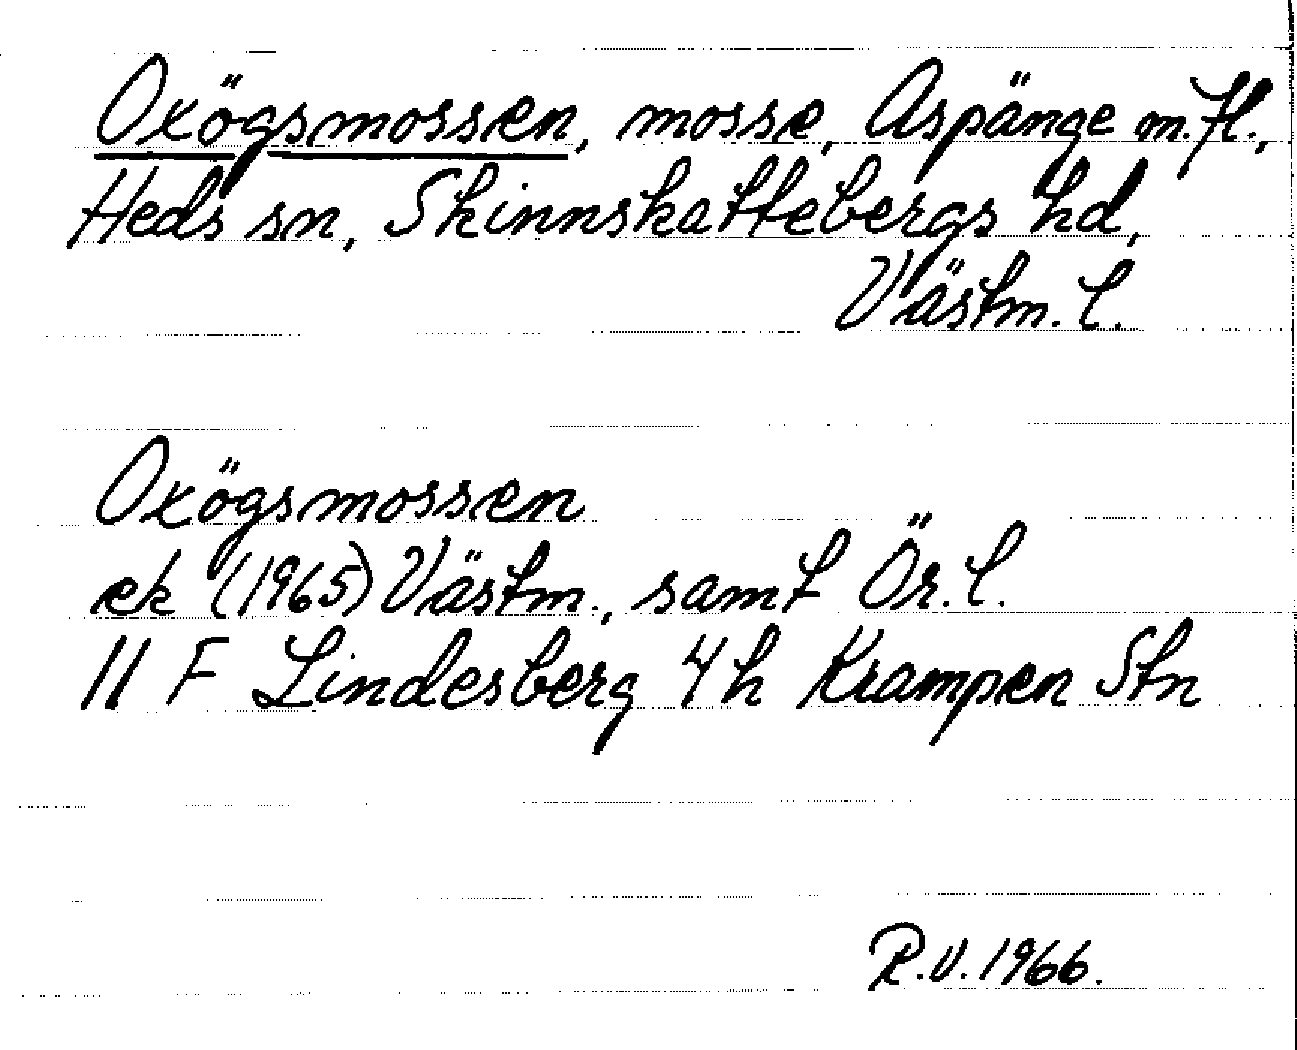 Oxögsmossen, mosse, Aspänge m.fl.,
Heds sn, Skinnskattebergs hd,
Västm. l.
Oxögsmossen
ek (1965) Västm., samt Ör. l.
11 F Lindesberg 4h Krampen Stn
R.V. 1966.